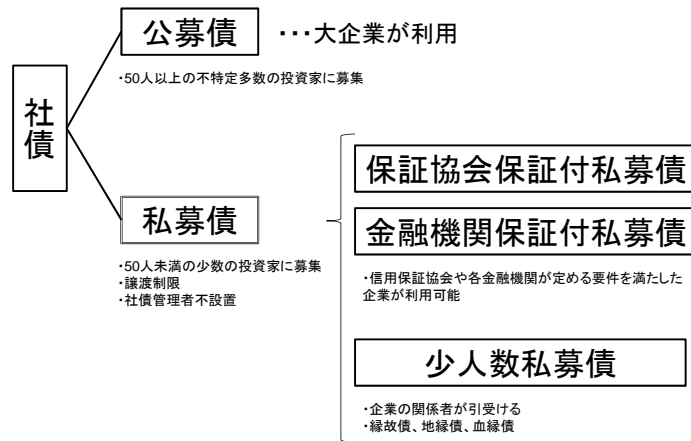 社債
公募債
・・・大企業が利用
・50人以上の不特定多数の投資家に募集
私募債
・50人未満の少数の投資家に募集
・譲渡制限
・社債管理者不設置
保証協会保証付私募債
金融機関保証付私募債
・信用保証協会や各金融機関が定める要件を満たした
企業が利用可能
少人数私募債
・企業の関係者が引受ける
・縁故債、地縁債、血縁債